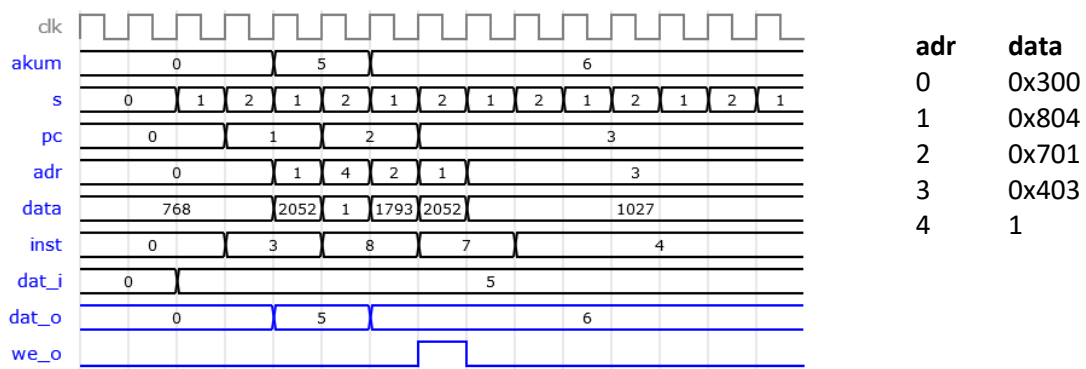 clk
akum 0 5 6
s 0 1 2 1 2 1 2 1 2 1 2 1 2 1
pc 0 1 2 3
adr 0 1 4 2 1 3
data 768 2052 1 1793 2052 1027
inst 0 3 8 7 4
dat_i 0 5
dat_o 0 5 6
we_o
adr data
0 0x300
1 0x804
2 0x701
3 0x403
4 1